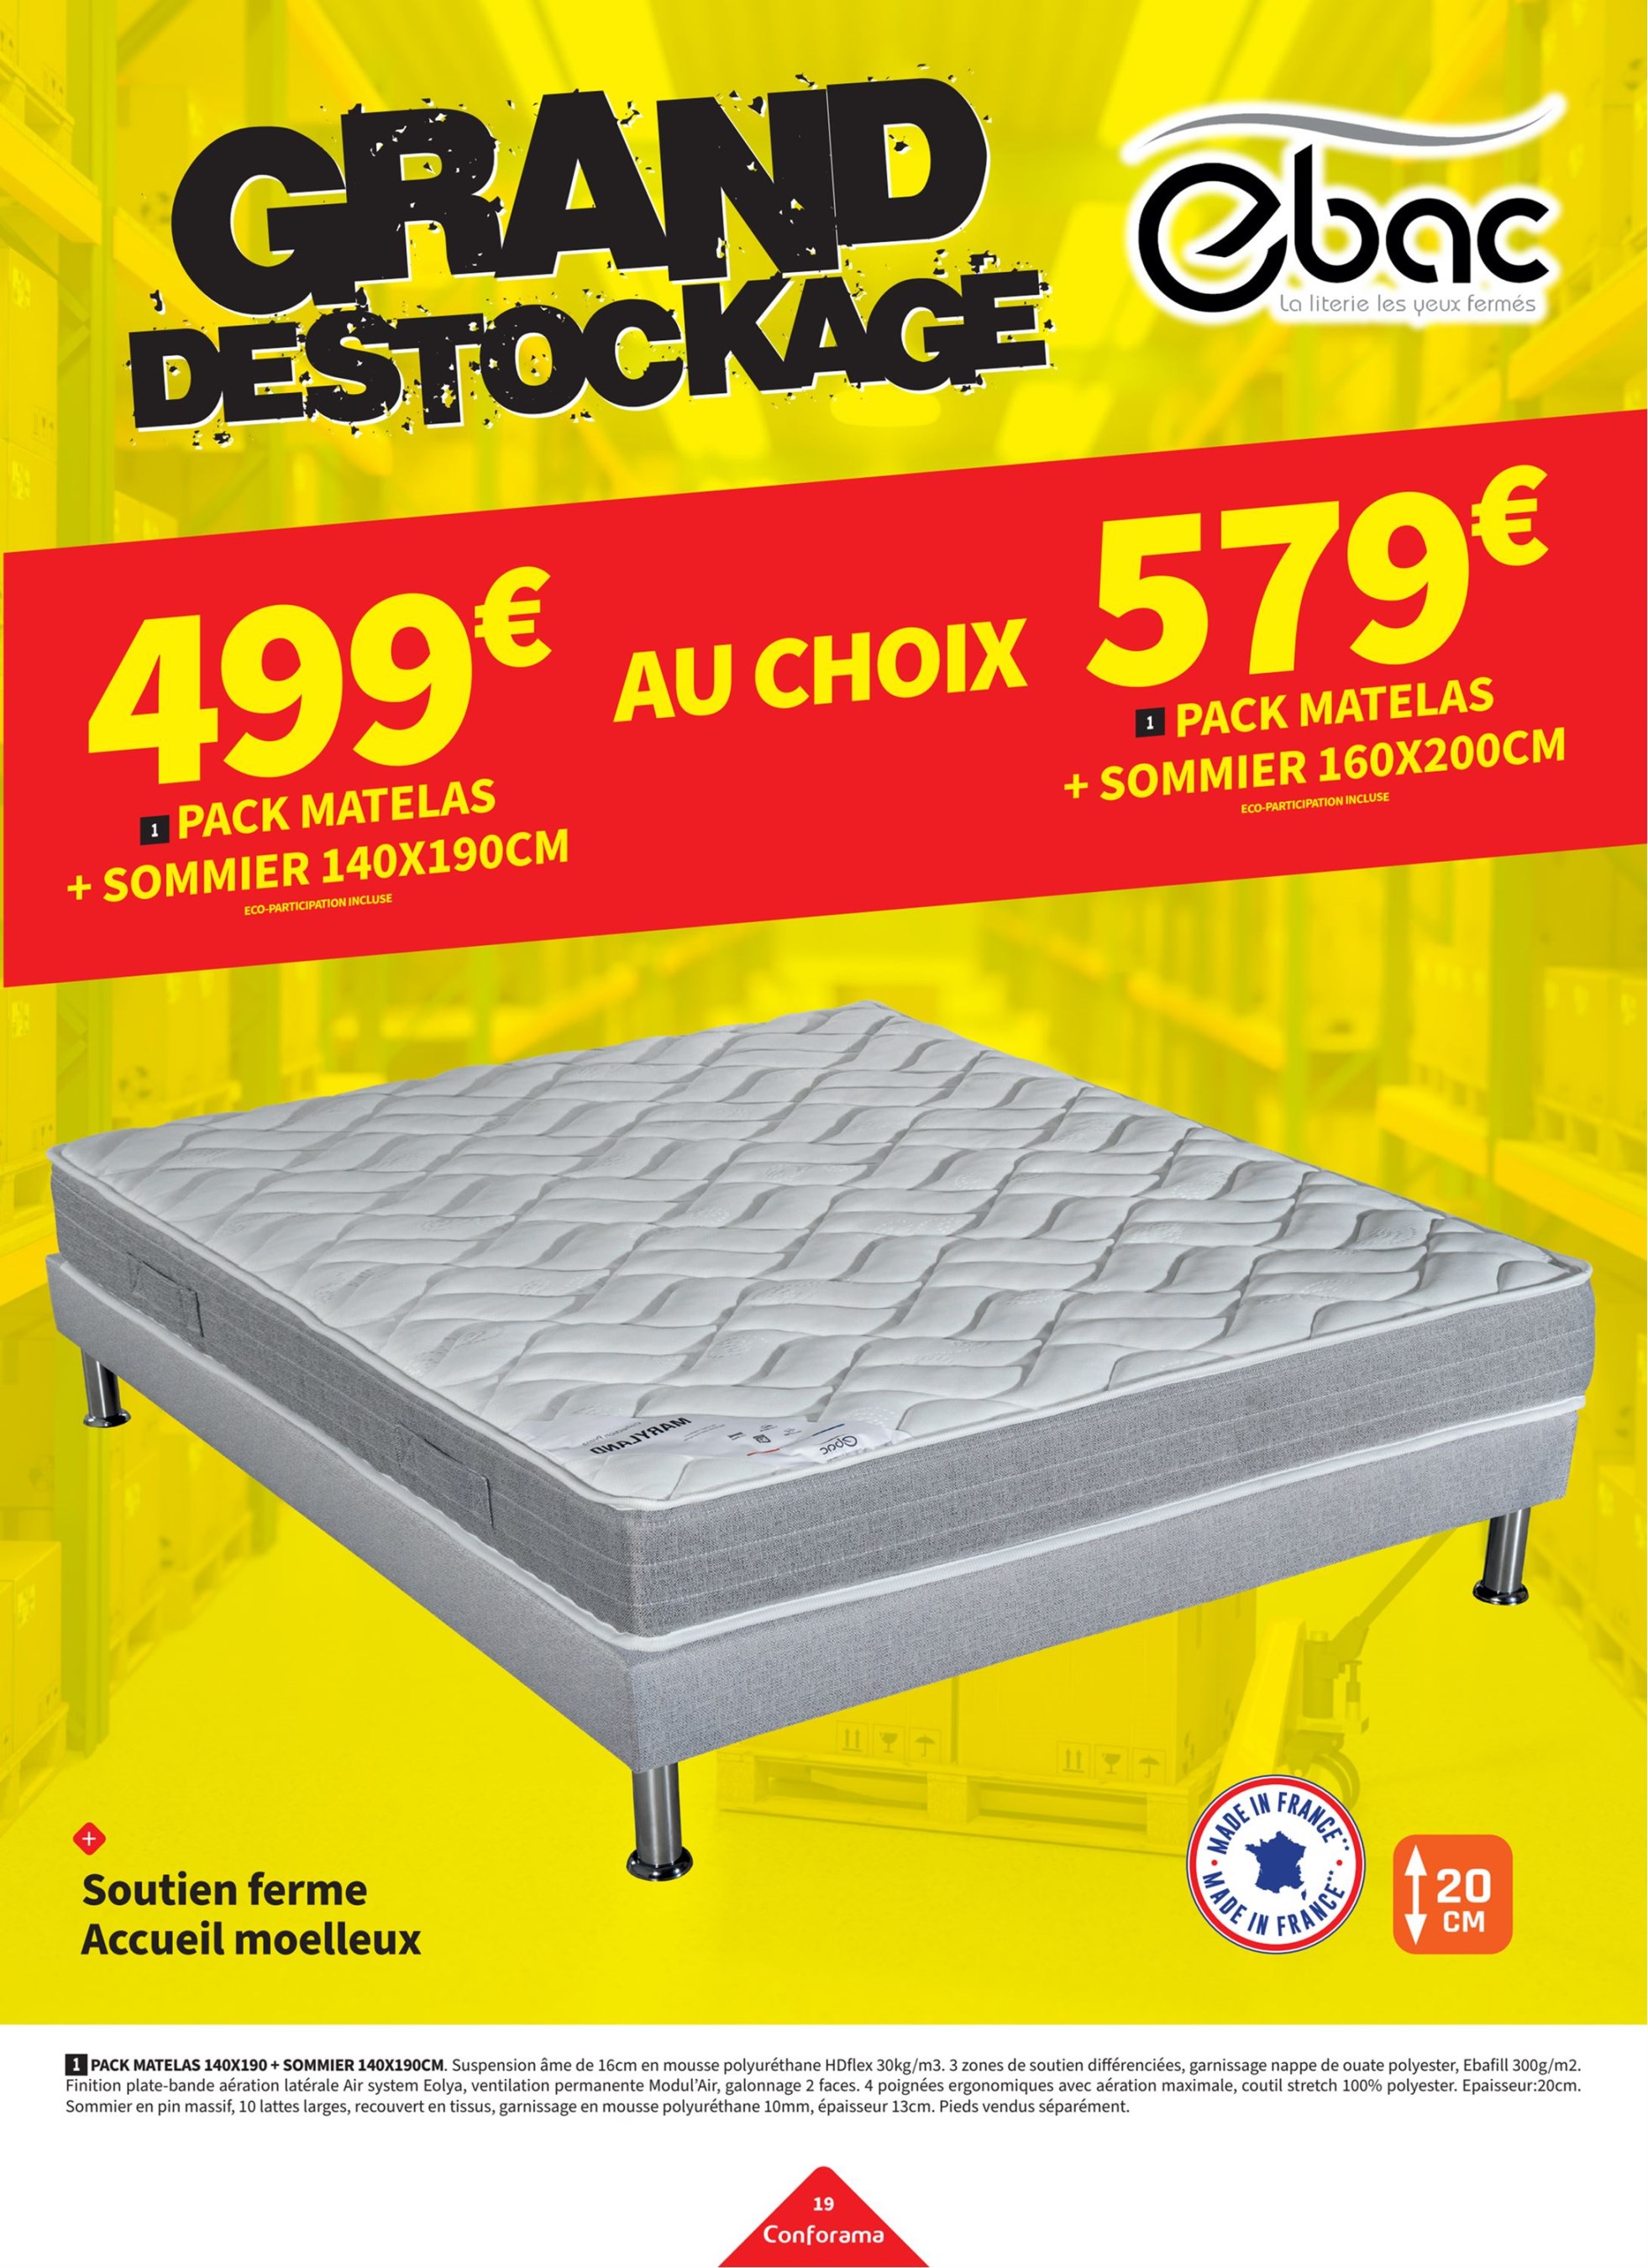 GRAND
DESTOCKAGE
ebac
La literie les yeux fermés
499€
1 PACK MATELAS
+ SOMMIER 140X190CM
ECO-PARTICIPATION INCLUSE
AU CHOIX
579€
1 PACK MATELAS
+ SOMMIER 160X200CM
ECO-PARTICIPATION INCLUSE
MARYLAND
ebac
+
Soutien ferme
Accueil moelleux
MADE IN FRANCE
MADE IN FRANCE
20
CM
1 PACK MATELAS 140X190 + SOMMIER 140X190CM. Suspension âme de 16cm en mousse polyuréthane HDflex 30kg/m3. 3 zones de soutien différenciées, garnissage nappe de ouate polyester, Ebafill 300g/m2.
Finition plate-bande aération latérale Air system Eolya, ventilation permanente Modul’Air, galonnage 2 faces. 4 poignées ergonomiques avec aération maximale, coutil stretch 100% polyester. Epaisseur:20cm.
Sommier en pin massif, 10 lattes larges, recouvert en tissus, garnissage en mousse polyuréthane 10mm, épaisseur 13cm. Pieds vendus séparément.
19
Conforama